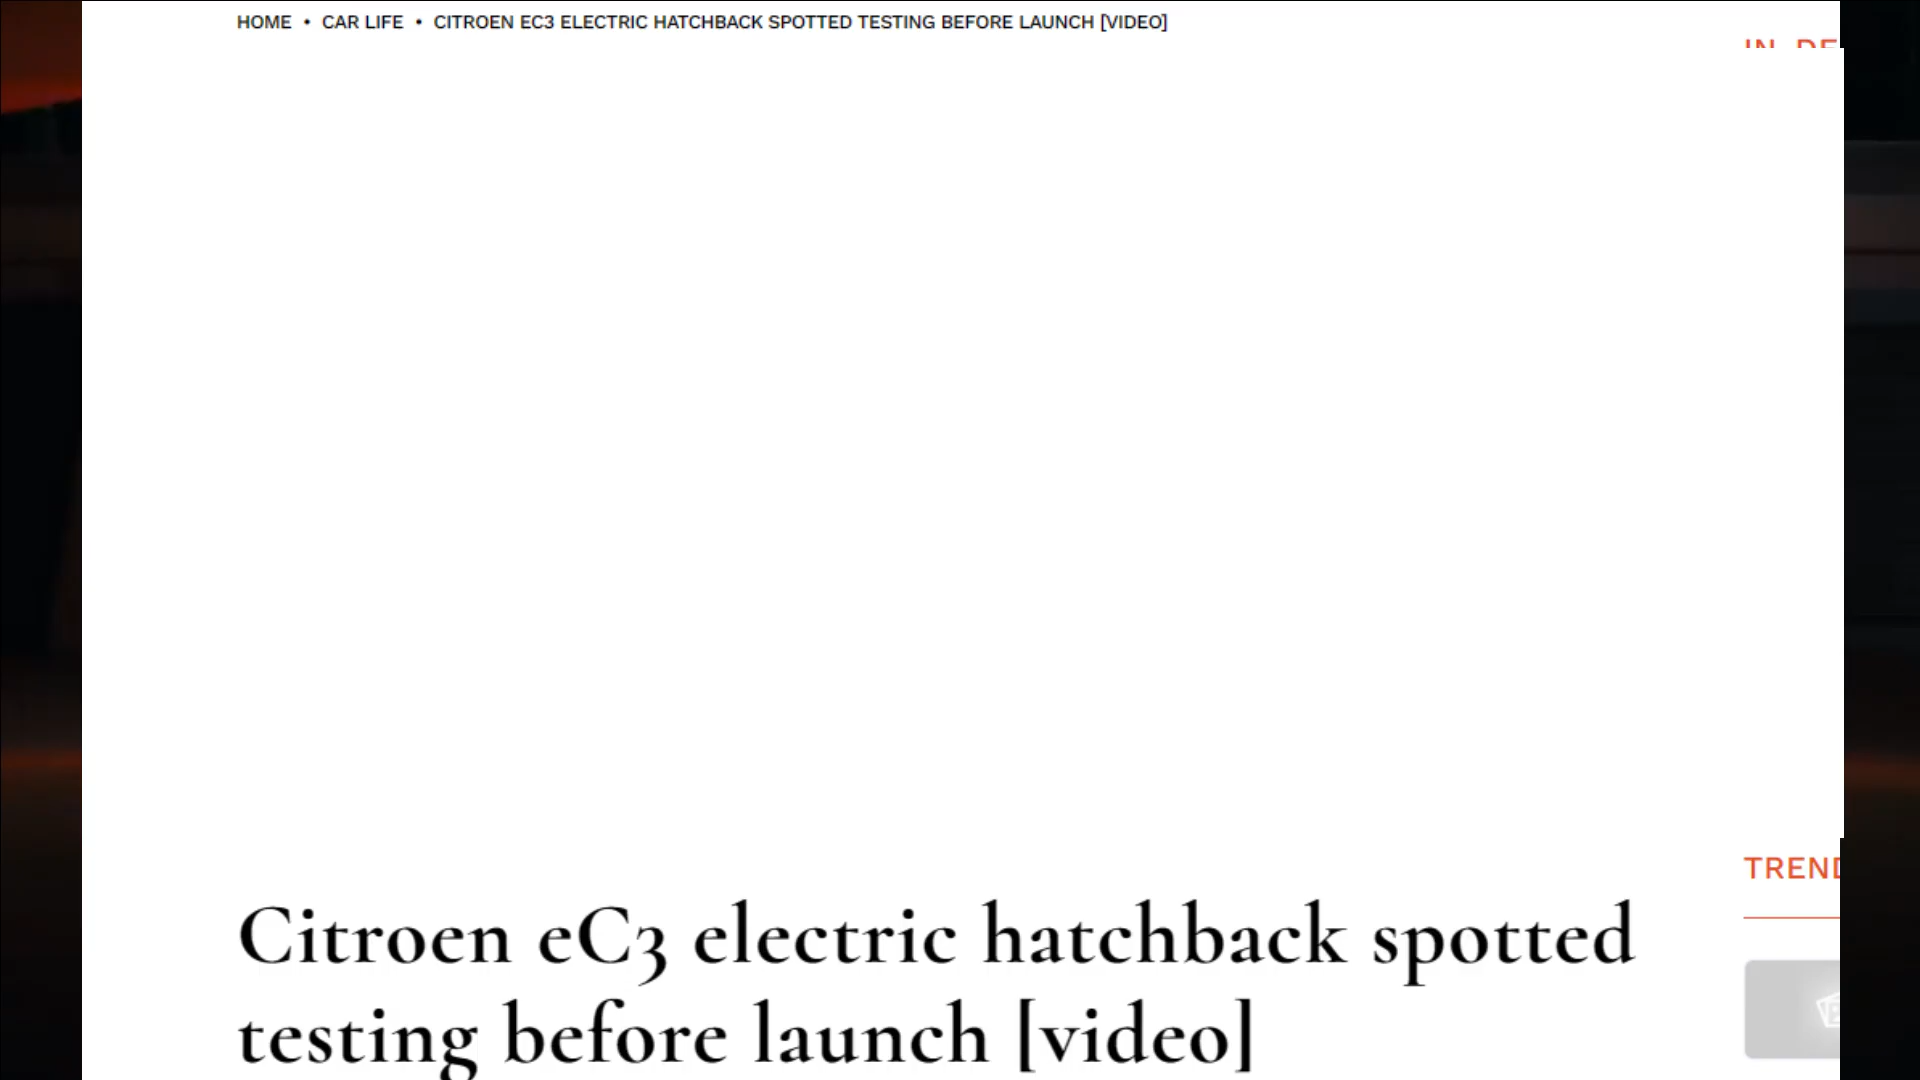 HOME • CAR LIFE • CITROEN EC3 ELECTRIC HATCHBACK SPOTTED TESTING BEFORE LAUNCH [VIDEO]
TREND
Citroen eC3 electric hatchback spotted
testing before launch [video]